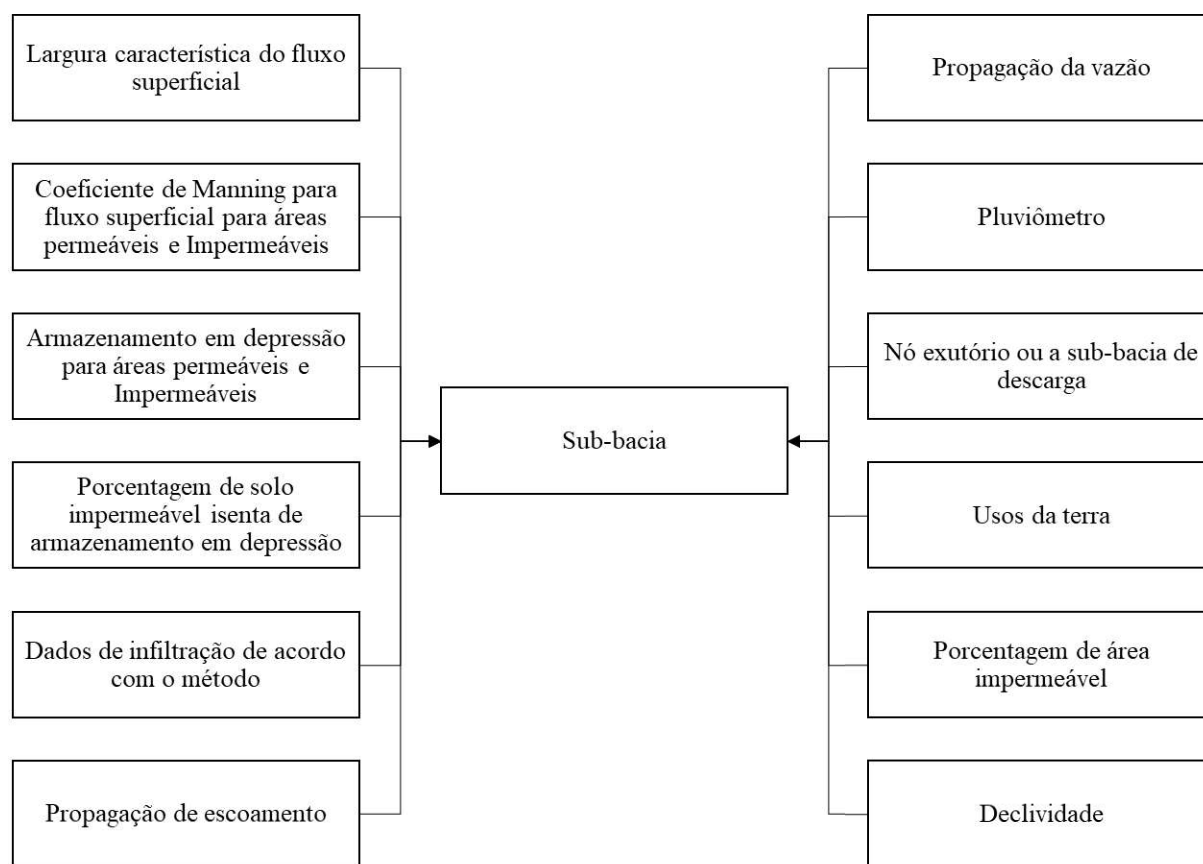 Largura característica do fluxo
superficial
Coeficiente de Manning para
fluxo superficial para áreas
permeáveis e Impermeáveis
Armazenamento em depressão
para áreas permeáveis e
Impermeáveis
Porcentagem de solo
impermeável isenta de
armazenamento em depressão
Dados de infiltração de acordo
com o método
Propagação de escoamento
Sub-bacia
Propagação da vazão
Pluviômetro
Nó exutório ou a sub-bacia de
descarga
Usos da terra
Porcentagem de área
impermeável
Declividade